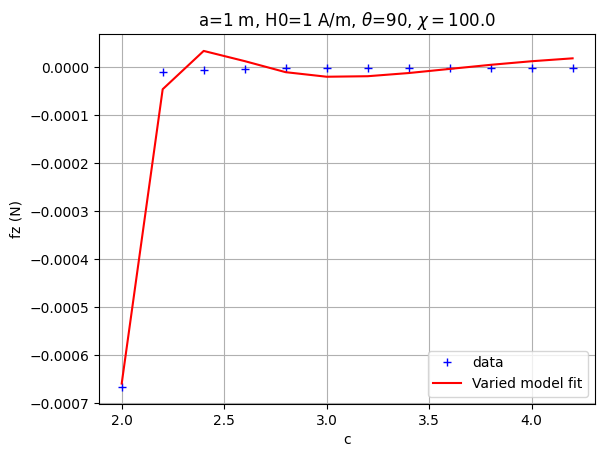 a=1 m, H0=1 A/m, θ=90, χ = 100.0
0.0000
−0.0001
−0.0002
−0.0003
−0.0004
−0.0005
−0.0006
−0.0007
fz (N)
data
Varied model fit
2.0 2.5 3.0 3.5 4.0
c